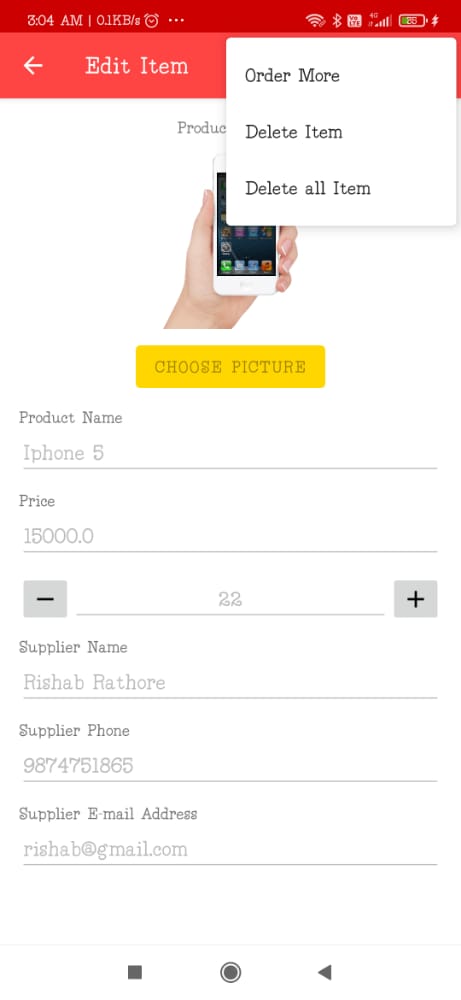 3:04 AM | 0.1KB/s
4G
86
Edit Item
Order More
Delete Item
Delete all Item
Produc
CHOOSE PICTURE
Product Name
Iphone 5
Price
15000.0
22
Supplier Name
Rishab Rathore
Supplier Phone
9874751865
Supplier E-mail Address
rishab@gmail.com